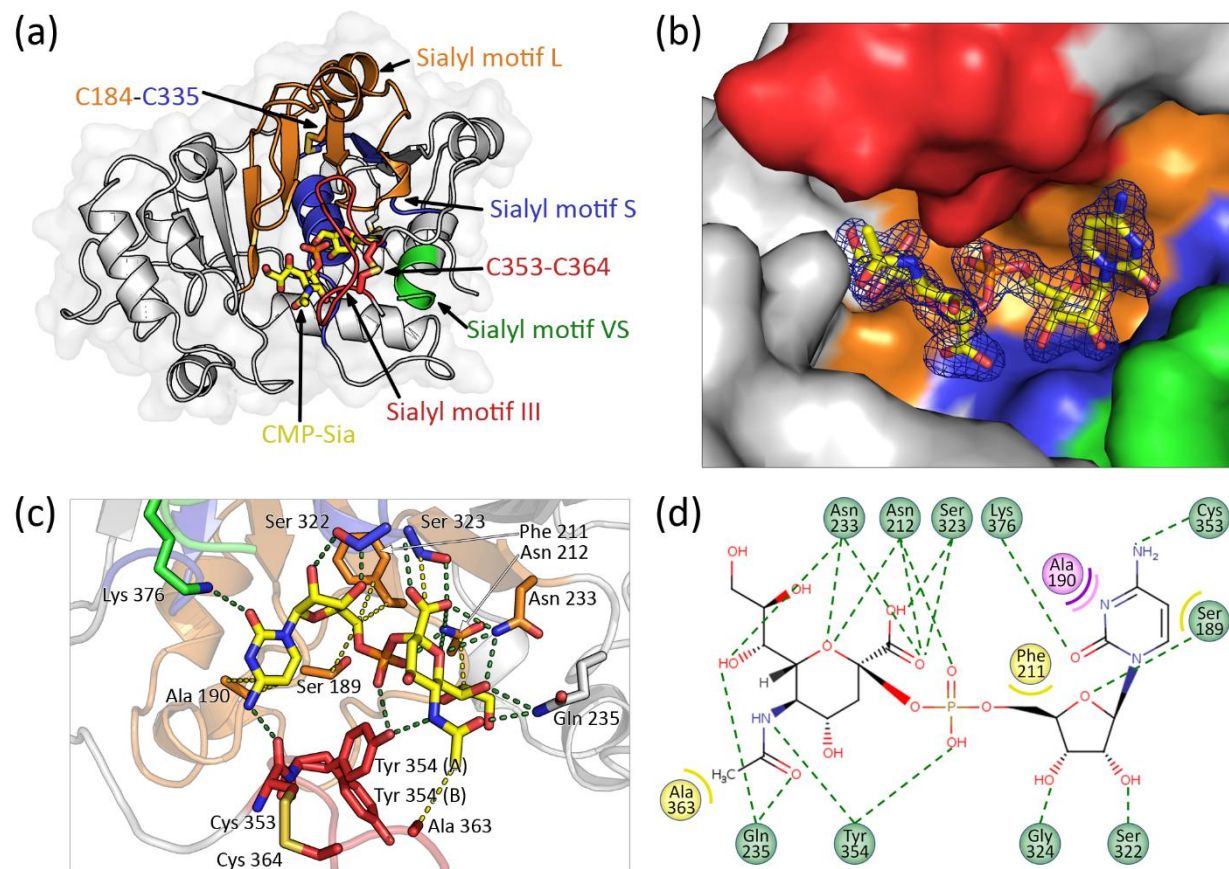 (a)
Sialyl motif L
C184-C335
Sialyl motif S
C353-C364
Sialyl motif VS
Sialyl motif III
CMP-Sia
(b)
(c)
Ser 322
Ser 323
Phe 211
Asn 212
Lys 376
Asn 233
Ala 190
Ser 189
Gln 235
Tyr 354 (A)
Tyr 354 (B)
Cys 353
Ala 363
Cys 364
(d)
Asn
233
Asn
212
Ser
323
Lys
376
Cys
353
OH
NH₂
Ala
190
HO
OH
OH
O
N
Ser
189
HO
O
O
O
N
Phe
211
H
O
P
O
O
HN
OH
OH
H₃C
O
Ala
363
OH
OH
Gln
235
Tyr
354
Gly
324
Ser
322